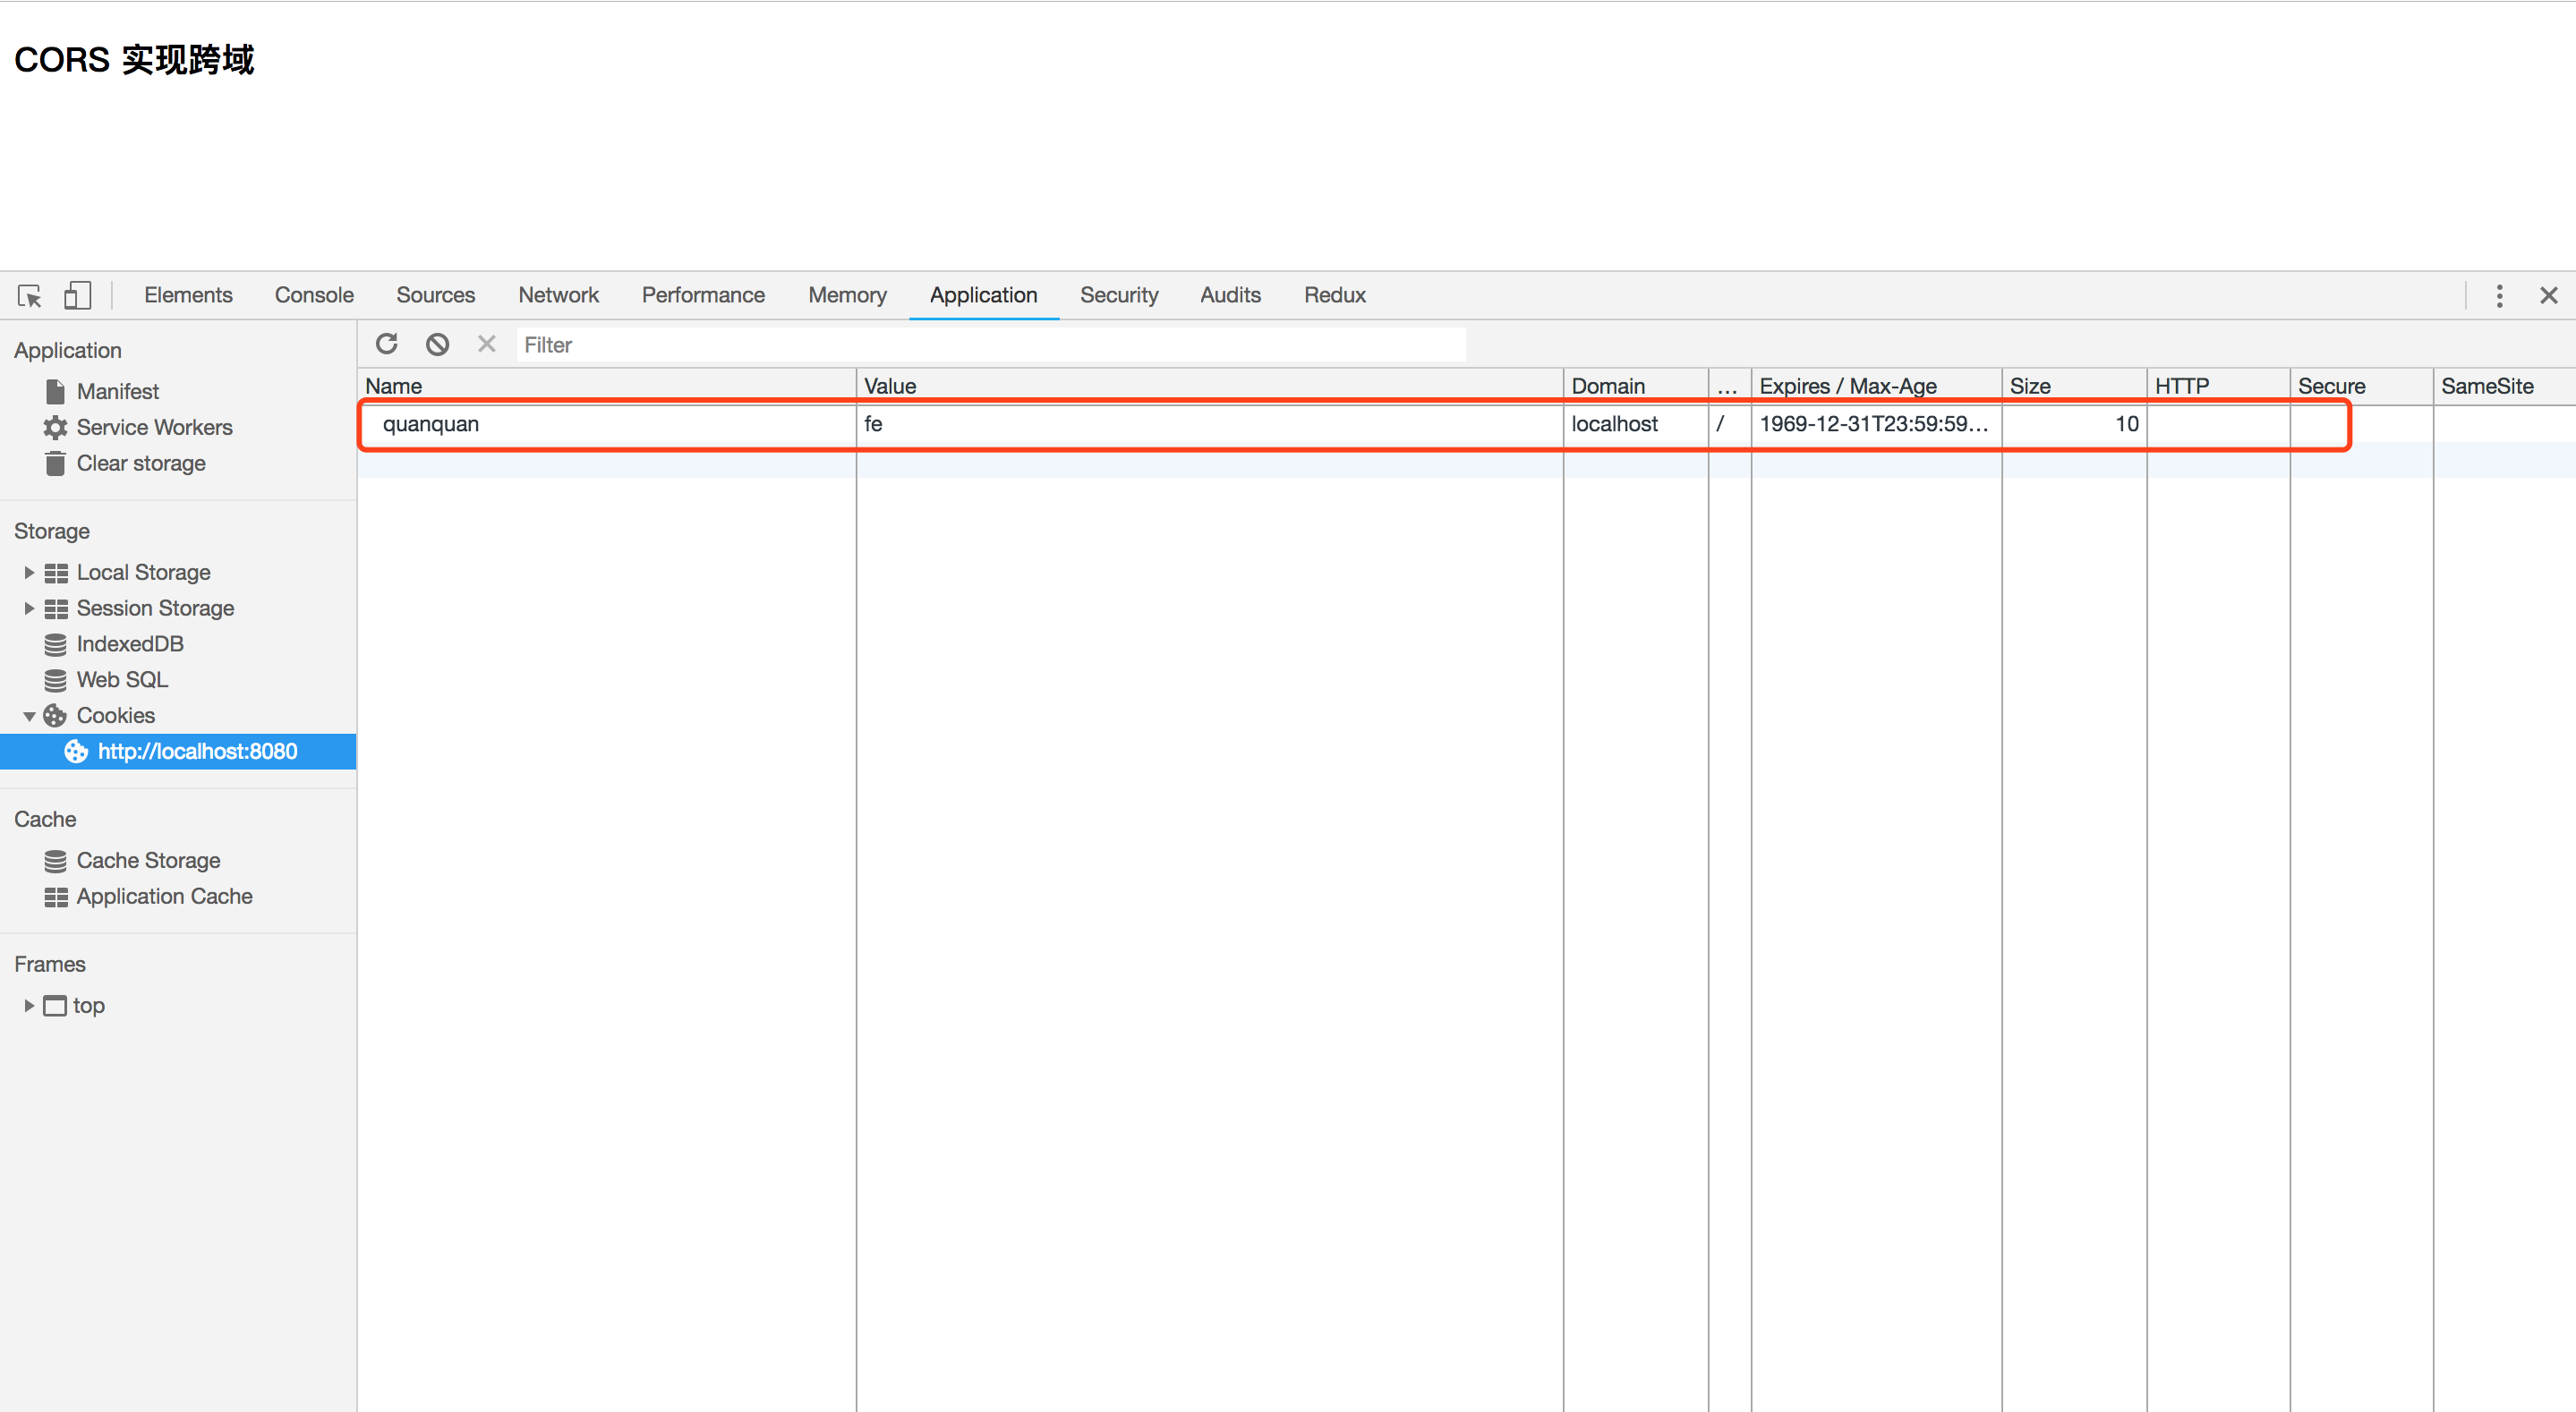 CORS 实现跨域
Elements Console Sources Network Performance Memory Application Security Audits Redux
Application
Manifest
Service Workers
Clear storage
Storage
Local Storage
Session Storage
IndexedDB
Web SQL
Cookies
http://localhost:8080
Cache
Cache Storage
Application Cache
Frames
top
Filter
Name Value Domain ... Expires / Max-Age Size HTTP Secure SameSite
quanquan fe localhost / 1969-12-31T23:59:59... 10